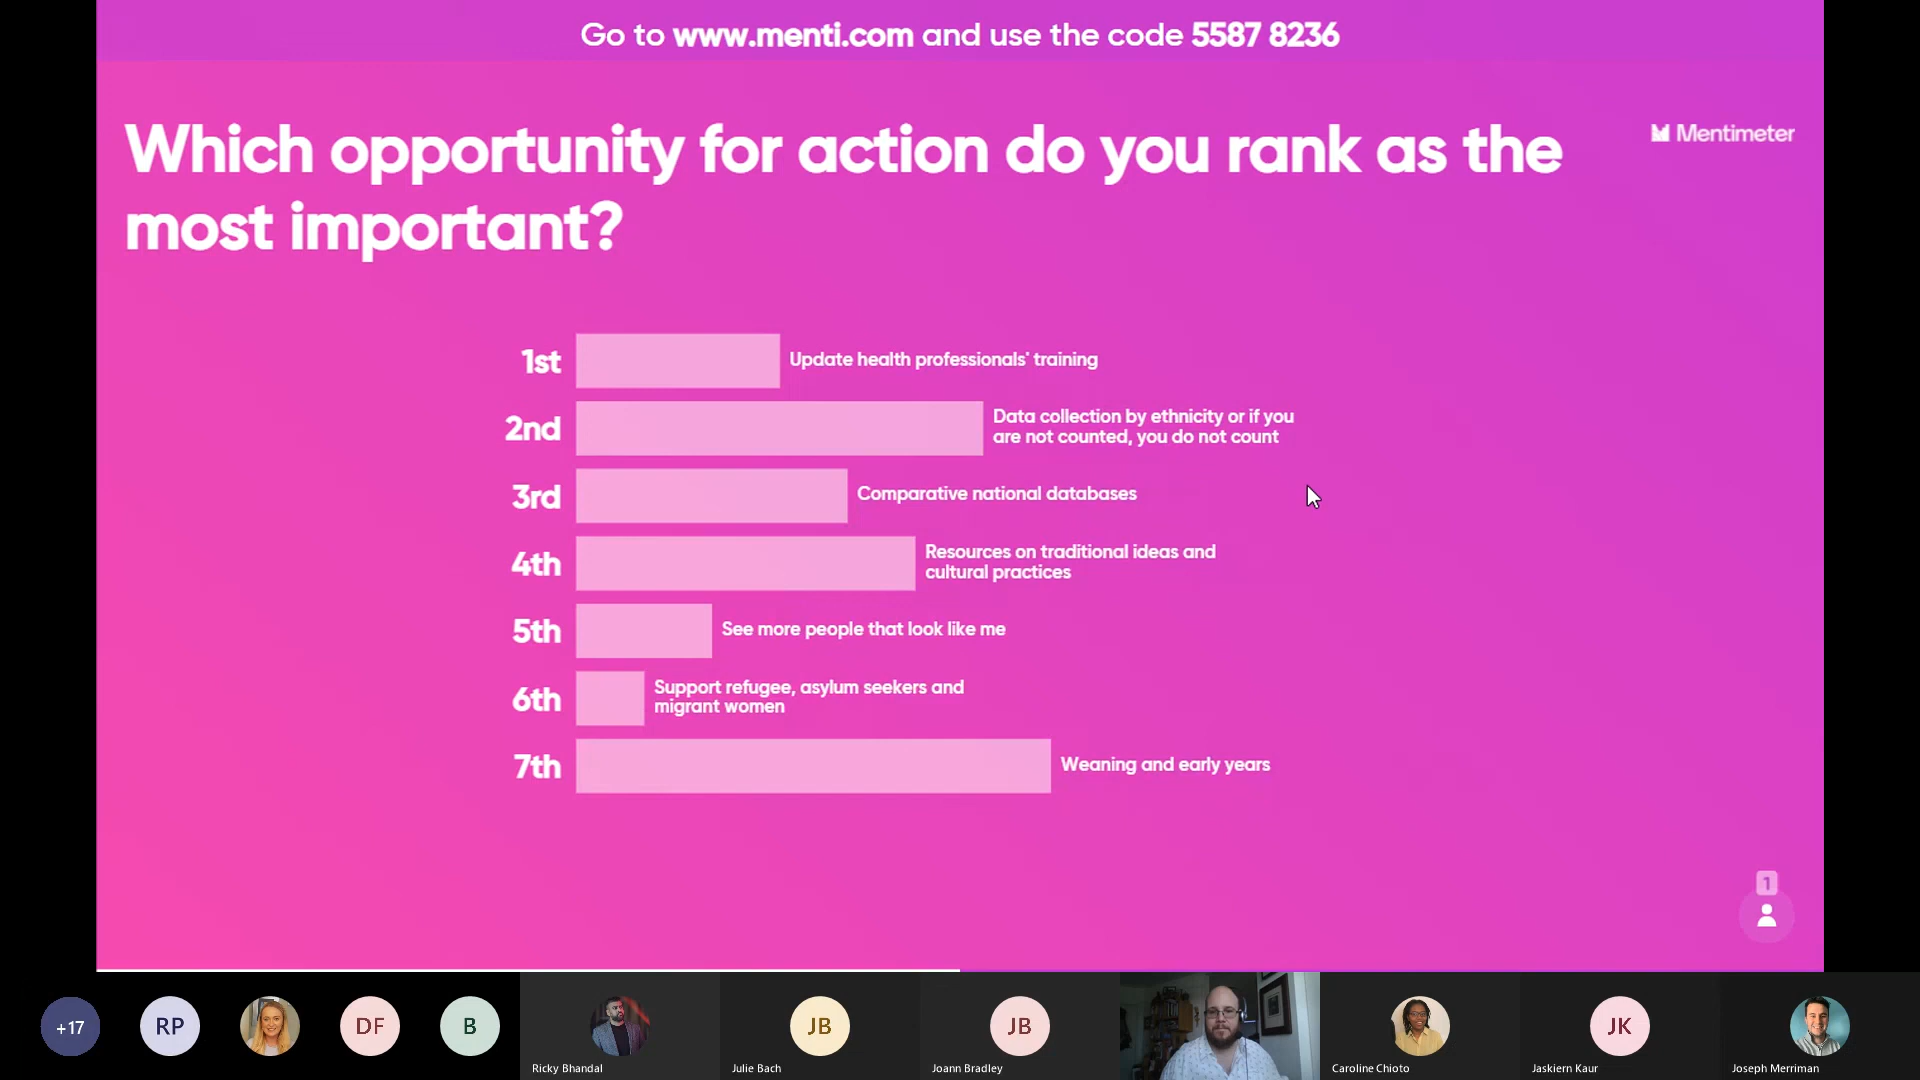 Go to www.menti.com and use the code 5587 8236
Which opportunity for action do you rank as the
most important?
Mentimeter
1st
Update health professionals' training
2nd
Data collection by ethnicity or if you
are not counted, you do not count
3rd
Comparative national databases
4th
Resources on traditional ideas and
cultural practices
5th
See more people that look like me
6th
Support refugee, asylum seekers and
migrant women
7th
Weaning and early years
1
+17
RP
DF
B
Ricky Bhandal
JB
Julie Bach
JB
Joann Bradley
Caroline Chioto
JK
Jaskiern Kaur
Joseph Merriman